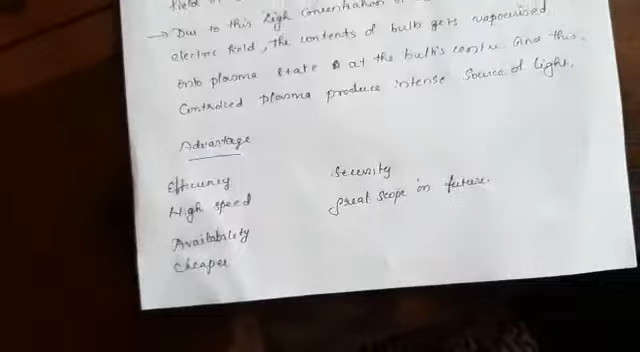 field
→ Due to this high concentration of
electric field, the contents of bulb gets vapourised
into plasma state at the bulb's centre. And this
Controlled plasma produce intense source of light.
Advantage
Efficiency
High speed
Availability
Cheaper
Security
great scope in future.